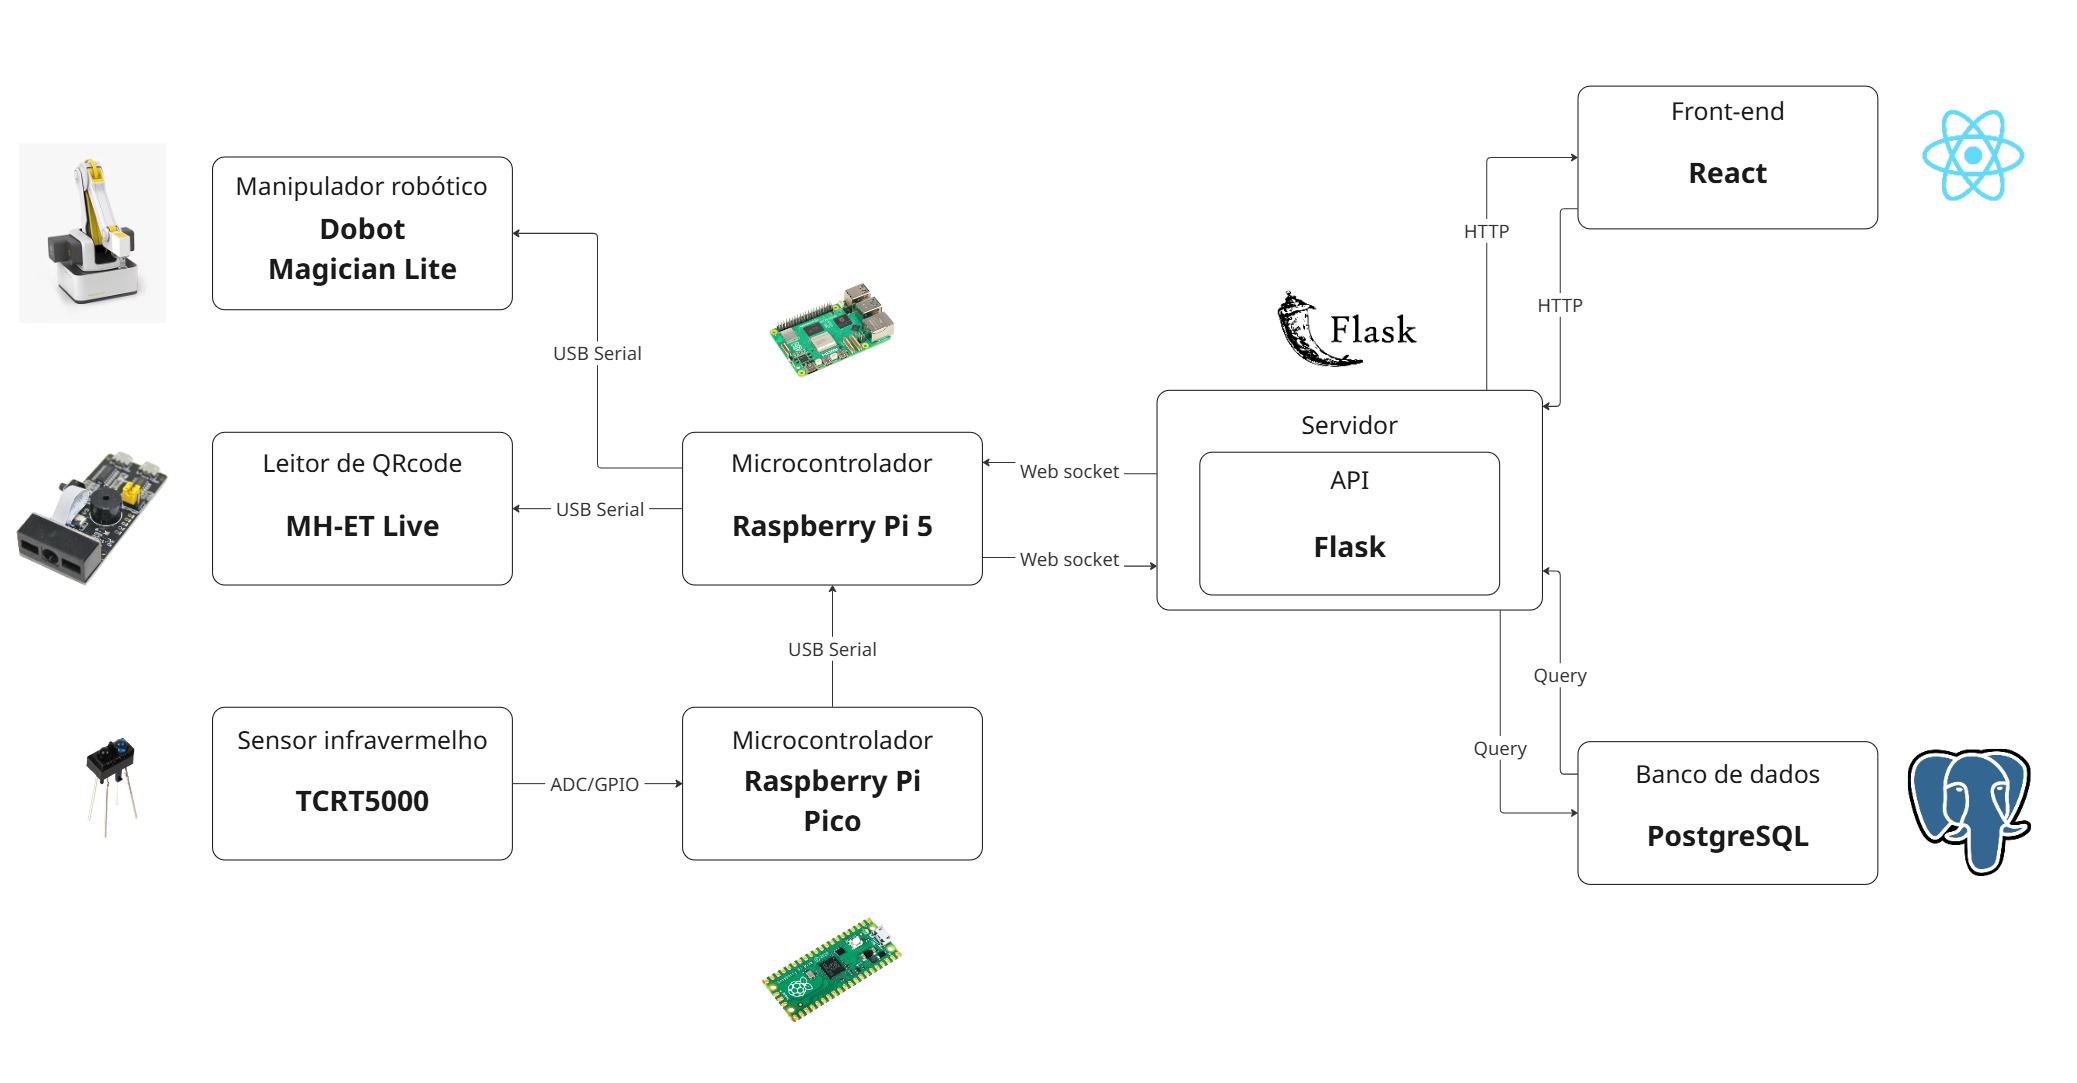 Front-end
React
HTTP
HTTP
Manipulador robótico
Dobot
Magician Lite
USB Serial
Flask
Leitor de QRcode
MH-ET Live
USB Serial
Microcontrolador
Raspberry Pi 5
Web socket
Web socket
Servidor
API
Flask
USB Serial
Sensor infravermelho
TCRT5000
ADC/GPIO
Microcontrolador
Raspberry Pi
Pico
Query
Query
Banco de dados
PostgreSQL